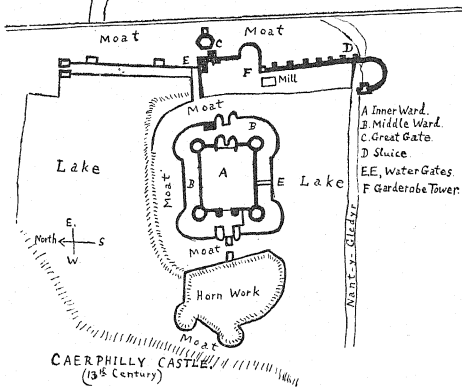 Moat
Moat
C
D
E
F
Mill
A Inner Ward.
B. Middle Ward.
C. Great Gate.
D Sluice.
E.E, Water Gates.
F Garderobe Tower.
Moat
B
Lake
Moat
A
B
E
Lake
E.
North
S
W
Moat
Horn Work
Nant-y-Gledyr
Moat
CAERPHILLY CASTLE.
(13th Century)